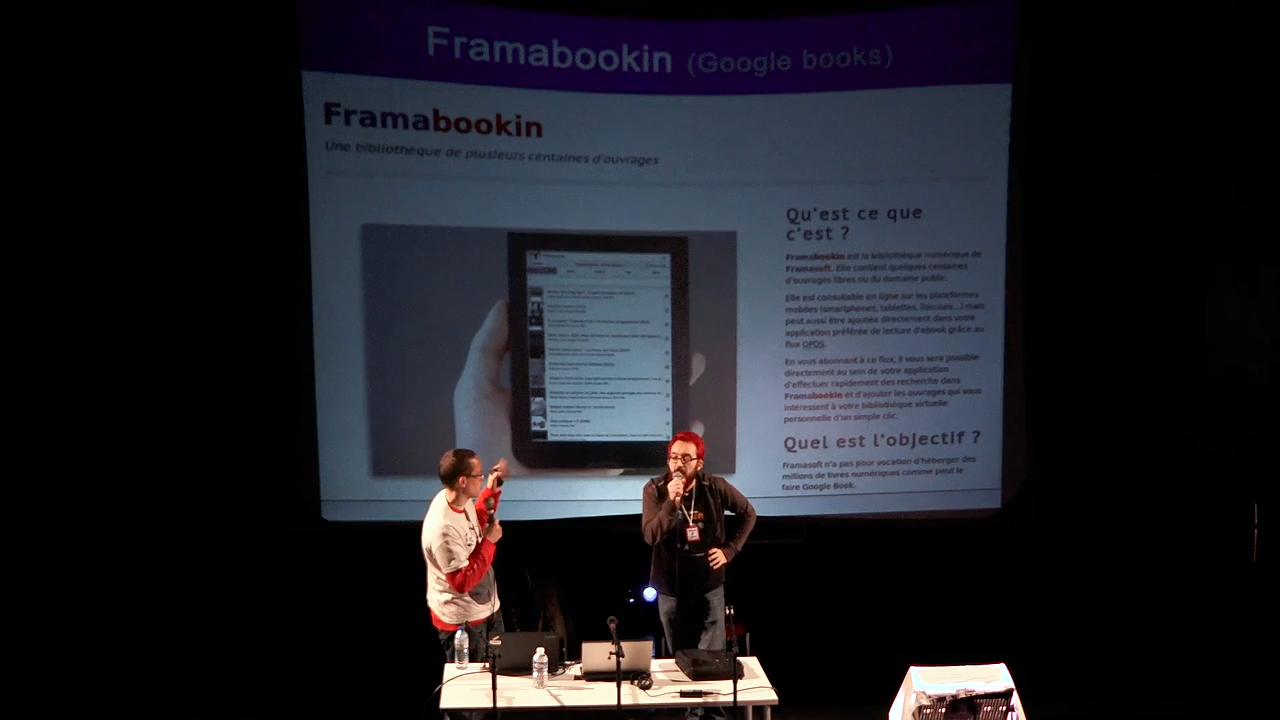 Framabookin (Google books)
Framabookin
Une bibliothèque de plusieurs centaines d'ouvrages
Qu'est ce que
c'est ?
Framabookin est la bibliothèque numérique de
Framasoft. Elle contient quelques centaines
d'ouvrages libres ou du domaine public.
Elle est consultable en ligne sur les plateformes
mobiles (smartphones, tablettes, liseuses...) mais
peut aussi être ajoutée directement dans votre
application préférée de lecture d'ebook grâce au
flux OPDS.
En vous abonnant à ce flux, il vous sera possible
directement au sein de votre application
d'effectuer rapidement des recherche dans
Framabookin et d'ajouter les ouvrages qui vous
intéressent à votre bibliothèque virtuelle
personnelle d'un simple clic.
Quel est l'objectif ?
Framasoft n'a pas pour vocation d'héberger des
millions de livres numériques comme peut le
faire Google Book.